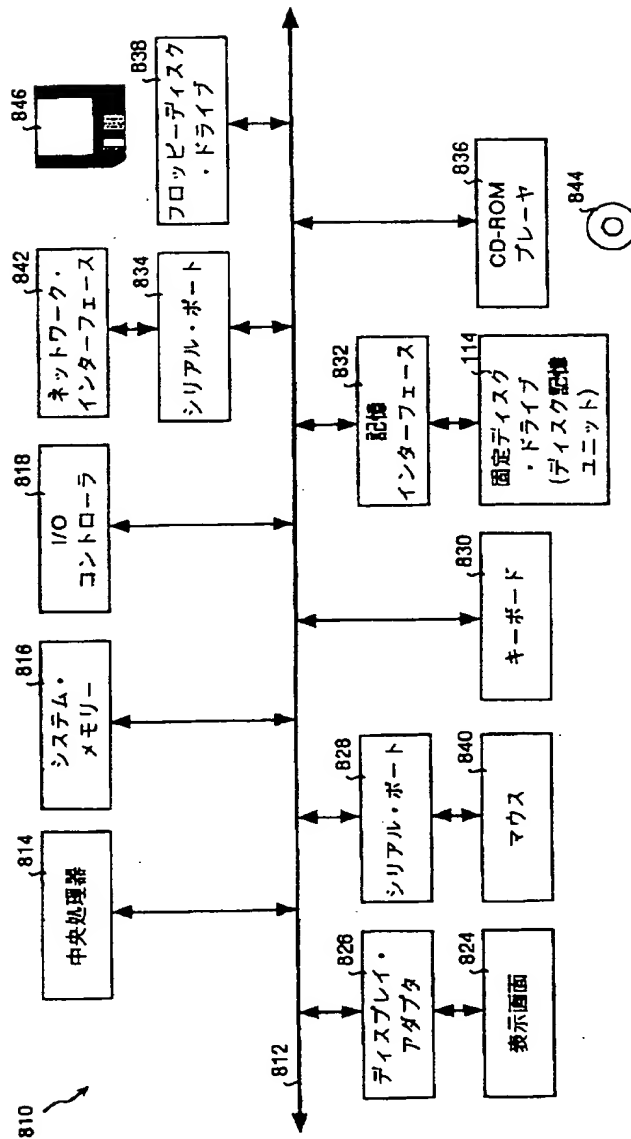 810
812
814
中央処理器
816
システム・
メモリー
818
I/O
コントローラ
842
ネットワーク・
インターフェース
834
シリアル・ポート
846
838
フロッピーディスク
・ドライブ
826
ディスプレイ・
アダプタ
824
表示画面
828
シリアル・ポート
840
マウス
830
キーボード
832
記憶
インターフェース
114
固定ディスク
・ドライブ
(ディスク記憶
ユニット)
836
CD-ROM
プレーヤ
844